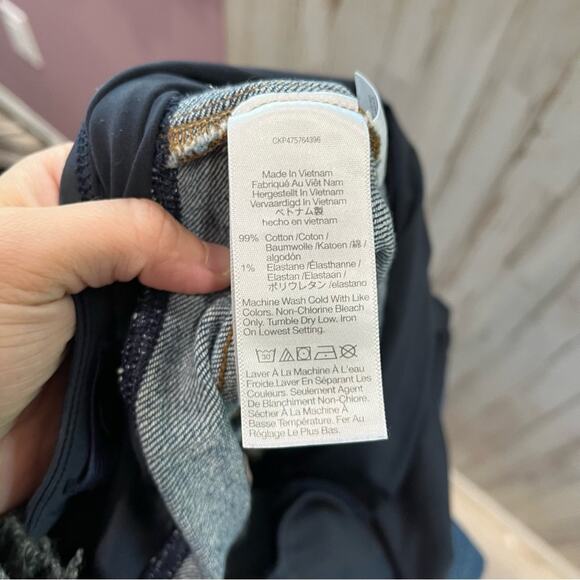 CKP475764396
Made In Vietnam
Fabriqué Au Việt Nam
Hergestellt In Vietnam
Vervaardigd In Vietnam
ベトナム製
hecho en vietnam
99% Cotton /Coton/
Baumwolle /Katoen /綿 /
algodón
1% Elastane /Élasthanne /
Elastan /Elastaan /
ポリウレタン /elastano
Machine Wash Cold With Like
Colors. Non-Chlorine Bleach
Only. Tumble Dry Low. Iron
On Lowest Setting.
30
Laver À La Machine À L'eau
Froide.Laver En Séparant Les
Couleurs. Seulement Agent
De Blanchiment Non-Chlore.
Sécher À La Machine À
Basse Température. Fer Au
Réglage Le Plus Bas.